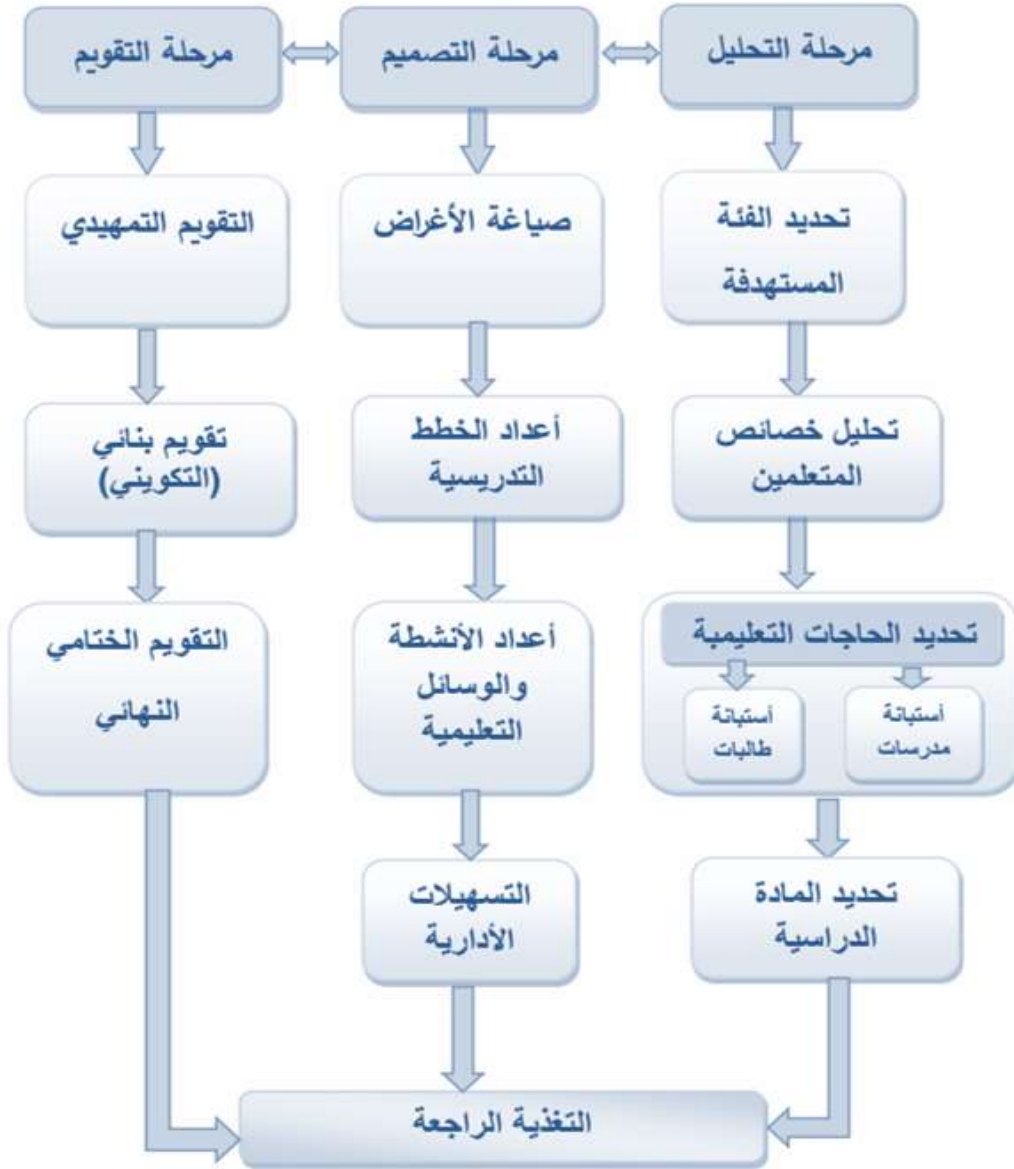 مرحلة التحليل
مرحلة التصميم
مرحلة التقويم
تحديد الفئة
المستهدفة
صياغة الأغراض
التقويم التمهيدي
تحليل خصائص
المتعلمين
أعداد الخطط
التدريسية
تقويم بنائي
(التكويني)
تحديد الحاجات التعليمية
أستبانة
مدرسات
أستبانة
طالبات
أعداد الأنشطة
والوسائل
التعليمية
التقويم الختامي
النهائي
تحديد المادة
الدراسية
التسهيلات
الأدارية
التغذية الراجعة